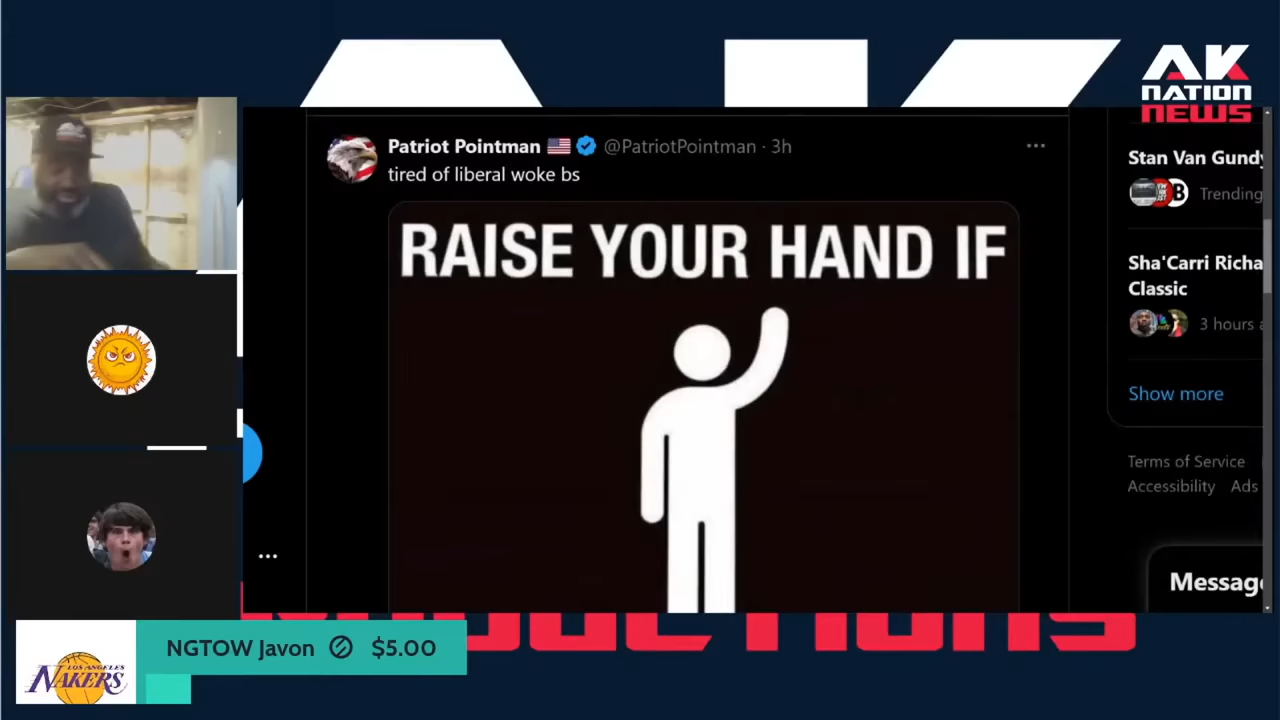 AK
NATION
NEWS
Patriot Pointman @PatriotPointman · 3h
tired of liberal woke bs
RAISE YOUR HAND IF
Stan Van Gundy
Trending
Sha'Carri Richa
Classic
3 hours a
Show more
Terms of Service
Accessibility Ads
Message
NGTOW Javon $5.00
LOS ANGELES
NAKERS